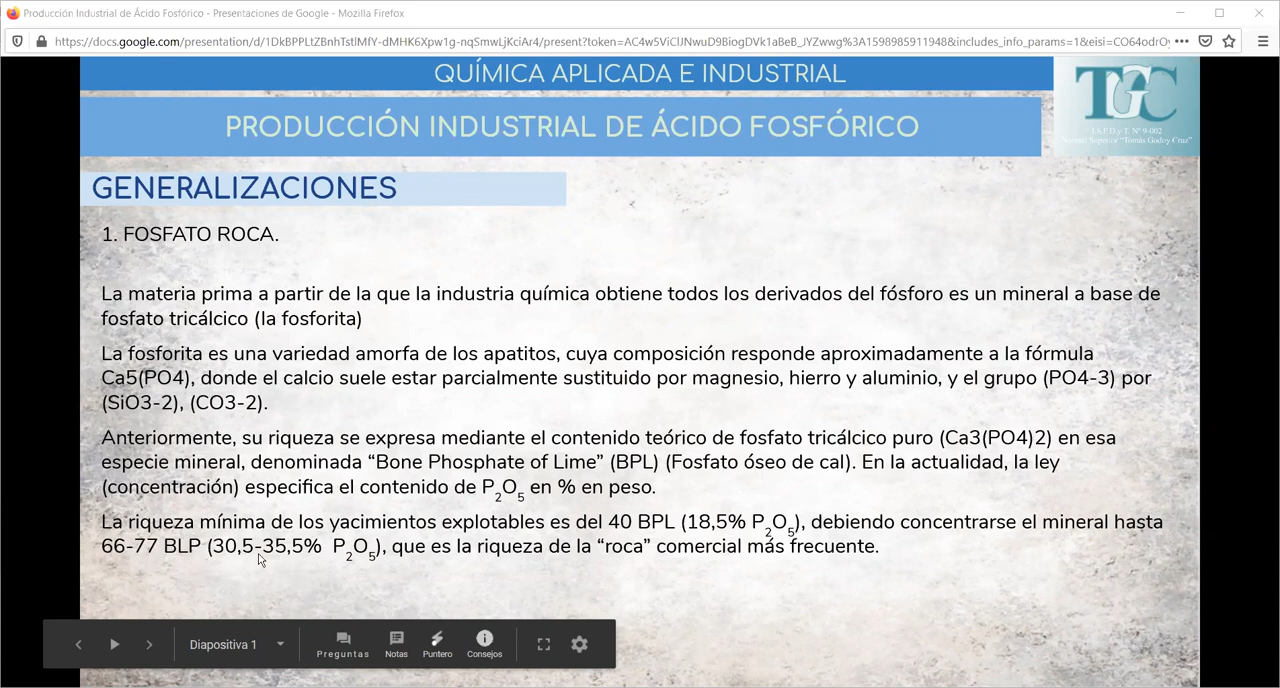 Producción Industrial de Ácido Fosfórico - Presentaciones de Google - Mozilla Firefox
https://docs.google.com/presentation/d/1DkBPPLtZBnhTstlMfY-dMHK6Xpw1g-nqSmwLjKciAr4/present?token=AC4w5ViClJNwuD9BiogDVk1aBeB_JYZwwg%3A1598985911948&includes_info_params=1&eisi=CO64odrO
QUÍMICA APLICADA E INDUSTRIAL
TGC
I.S.F.D.y T. Nº 9-002
Normal Superior "Tomás Godoy Cruz"
PRODUCCIÓN INDUSTRIAL DE ÁCIDO FOSFÓRICO
GENERALIZACIONES
1. FOSFATO ROCA.
La materia prima a partir de la que la industria química obtiene todos los derivados del fósforo es un mineral a base de
fosfato tricálcico (la fosforita)
La fosforita es una variedad amorfa de los apatitos, cuya composición responde aproximadamente a la fórmula
Ca5(PO4), donde el calcio suele estar parcialmente sustituido por magnesio, hierro y aluminio, y el grupo (PO4-3) por
(SiO3-2), (CO3-2).
Anteriormente, su riqueza se expresa mediante el contenido teórico de fosfato tricálcico puro (Ca3(PO4)2) en esa
especie mineral, denominada “Bone Phosphate of Lime” (BPL) (Fosfato óseo de cal). En la actualidad, la ley
(concentración) especifica el contenido de P2O5 en % en peso.
La riqueza mínima de los yacimientos explotables es del 40 BPL (18,5% P2O5), debiendo concentrarse el mineral hasta
66-77 BLP (30,5-35,5%  P2O5), que es la riqueza de la “roca” comercial más frecuente.
Diapositiva 1
Preguntas
Notas
Puntero
Consejos